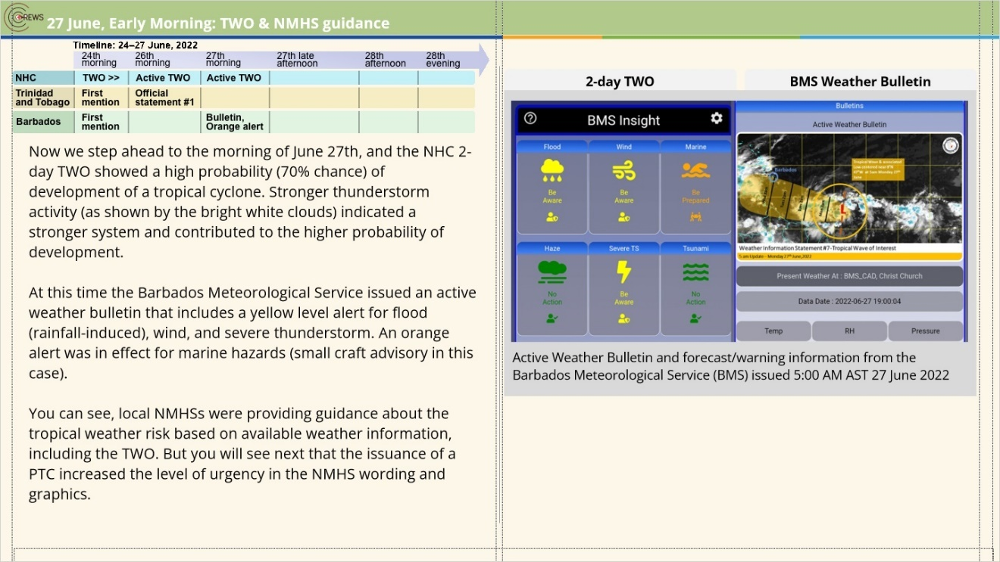 CREWS
27 June, Early Morning: TWO & NMHS guidance
Timeline: 24–27 June, 2022
24th morning
26th morning
27th morning
27th late afternoon
28th afternoon
28th evening
NHC
TWO >>
Active TWO
Active TWO
Trinidad and Tobago
First mention
Official statement #1
Barbados
First mention
Bulletin, Orange alert
Now we step ahead to the morning of June 27th, and the NHC 2-
day TWO showed a high probability (70% chance) of
development of a tropical cyclone. Stronger thunderstorm
activity (as shown by the bright white clouds) indicated a
stronger system and contributed to the higher probability of
development.
At this time the Barbados Meteorological Service issued an active
weather bulletin that includes a yellow level alert for flood
(rainfall-induced), wind, and severe thunderstorm. An orange
alert was in effect for marine hazards (small craft advisory in this
case).
You can see, local NMHSs were providing guidance about the
tropical weather risk based on available weather information,
including the TWO. But you will see next that the issuance of a
PTC increased the level of urgency in the NMHS wording and
graphics.
2-day TWO
BMS Weather Bulletin
BMS Insight
Flood
Wind
Marine
Be Aware
Be Aware
Be Prepared
Haze
Severe TS
Tsunami
No Action
Be Aware
No Action
Bulletins
Active Weather Bulletin
Tropical Wave & associated
Low centered near 8°N
47°W at 5am Monday 27th
June
Barbados
L
Weather Information Statement #7-Tropical Wave of Interest
5 am Update - Monday 27th June,2022
Present Weather At : BMS_CAD, Christ Church
Data Date : 2022-06-27 19:00:04
Temp
RH
Pressure
Active Weather Bulletin and forecast/warning information from the
Barbados Meteorological Service (BMS) issued 5:00 AM AST 27 June 2022